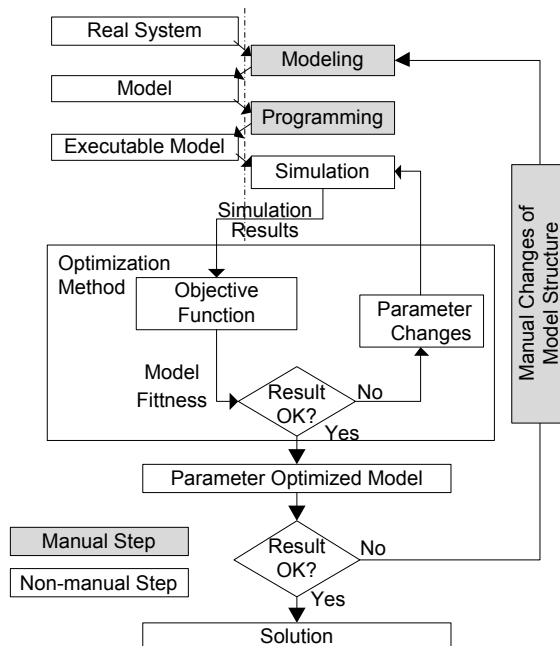 Real System
Modeling
Model
Programming
Executable Model
Simulation
Simulation
Results
Optimization
Method
Objective
Function
Parameter
Changes
Model
Fittness
Result
OK?
No
Yes
Parameter Optimized Model
Manual Changes of
Model Structure
Manual Step
Non-manual Step
Result
OK?
No
Yes
Solution